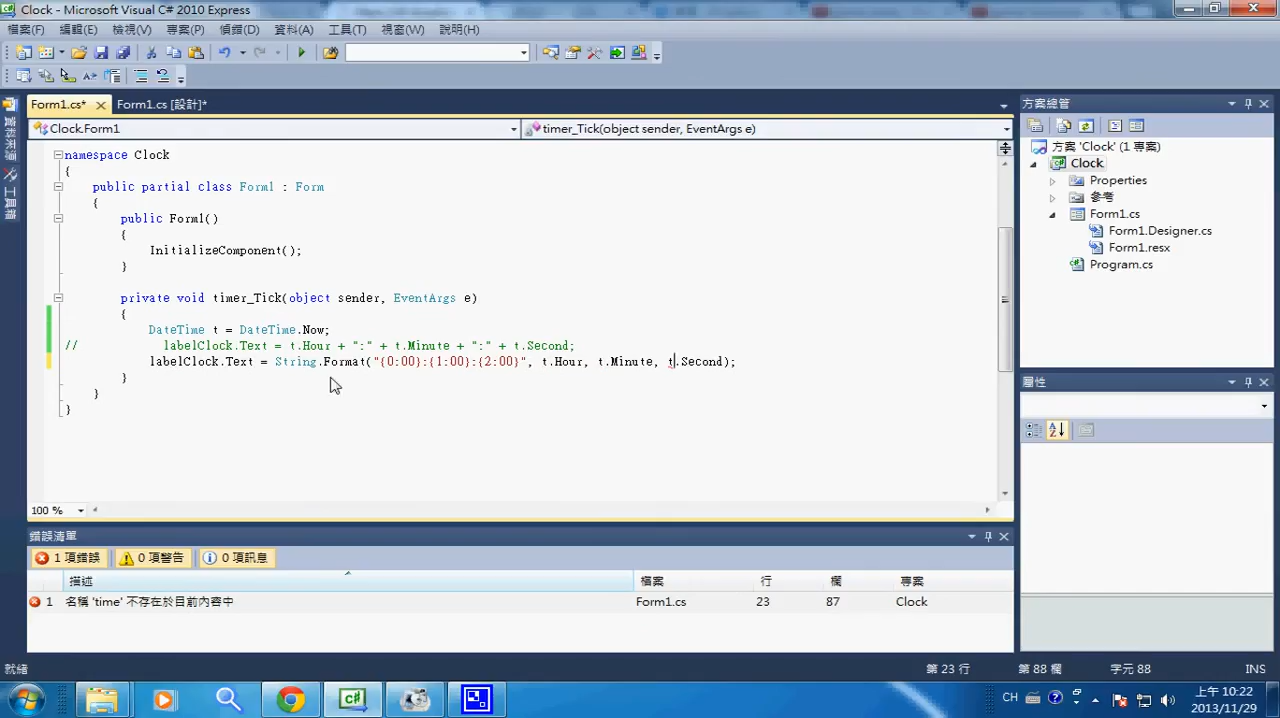 Clock - Microsoft Visual C# 2010 Express
檔案(F) 編輯(E) 檢視(V) 專案(P) 偵錯(D) 資料(A) 工具(T) 視窗(W) 說明(H)
Form1.cs* Form1.cs [設計]*
Clock.Form1 timer_Tick(object sender, EventArgs e)
namespace Clock
{
public partial class Form1 : Form
{
public Form1()
{
InitializeComponent();
}
private void timer_Tick(object sender, EventArgs e)
{
DateTime t = DateTime.Now;
// labelClock.Text = t.Hour + ":" + t.Minute + ":" + t.Second;
labelClock.Text = String.Format("{0:00}:{1:00}:{2:00}", t.Hour, t.Minute, t.Second);
}
}
}
100 %
資料來源
工具箱
方案總管
方案 'Clock' (1 專案)
Clock
Properties
參考
Form1.cs
Form1.Designer.cs
Form1.resx
Program.cs
屬性
錯誤清單
1 項錯誤 0 項警告 0 項訊息
描述 檔案 行 欄 專案
1 名稱 'time' 不存在於目前內容中 Form1.cs 23 87 Clock
就緒 第 23 行 第 88 欄 字元 88 INS
CH 上午 10:22
2013/11/29